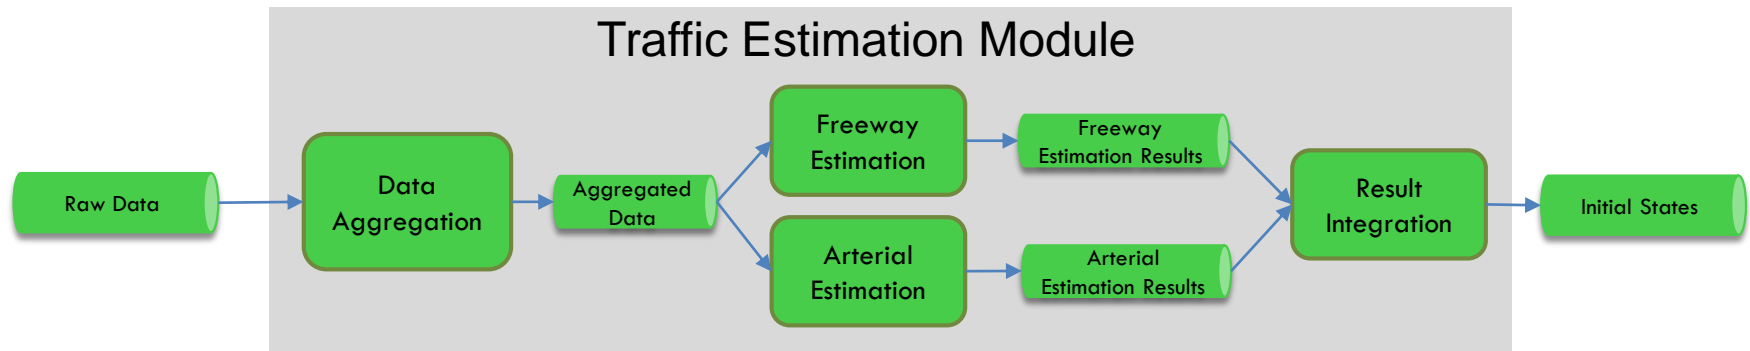 Traffic Estimation Module
Raw Data
Data
Aggregation
Aggregated
Data
Freeway
Estimation
Freeway
Estimation Results
Arterial
Estimation
Arterial
Estimation Results
Result
Integration
Initial States